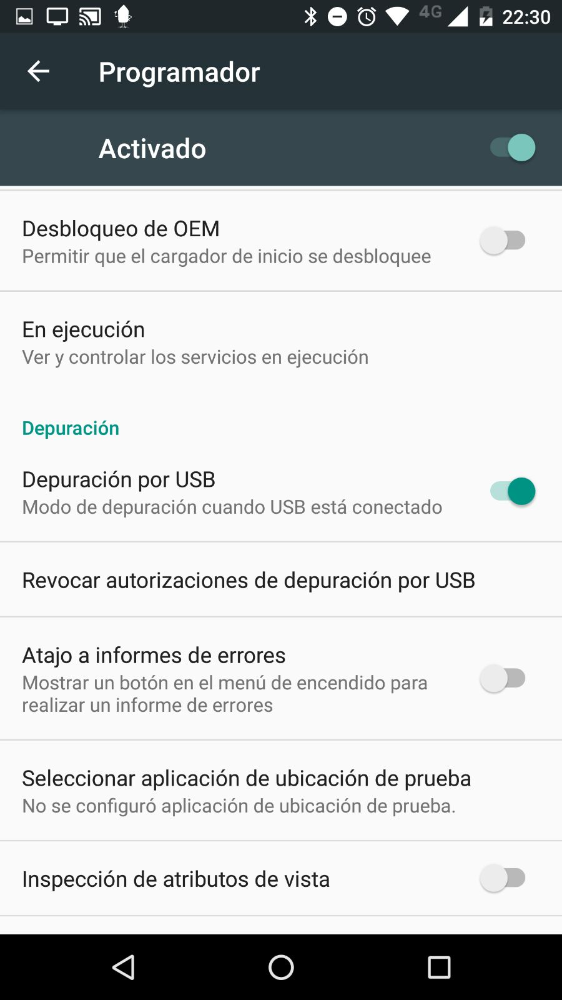 4G 22:30
Programador
Activado
Desbloqueo de OEM
Permitir que el cargador de inicio se desbloquee
En ejecución
Ver y controlar los servicios en ejecución
Depuración
Depuración por USB
Modo de depuración cuando USB está conectado
Revocar autorizaciones de depuración por USB
Atajo a informes de errores
Mostrar un botón en el menú de encendido para
realizar un informe de errores
Seleccionar aplicación de ubicación de prueba
No se configuró aplicación de ubicación de prueba.
Inspección de atributos de vista